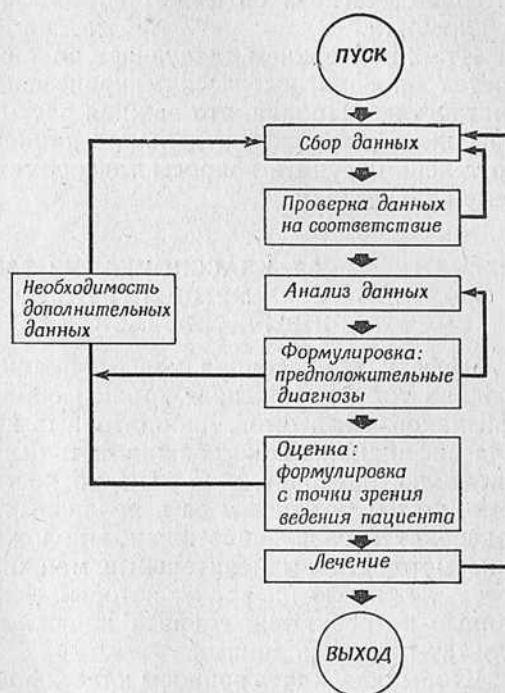 ПУСК
Сбор данных
Проверка данных
на соответствие
Необходимость
дополнительных
данных
Анализ данных
Формулировка:
предположительные
диагнозы
Оценка:
формулировка
с точки зрения
ведения пациента
Лечение
ВЫХОД